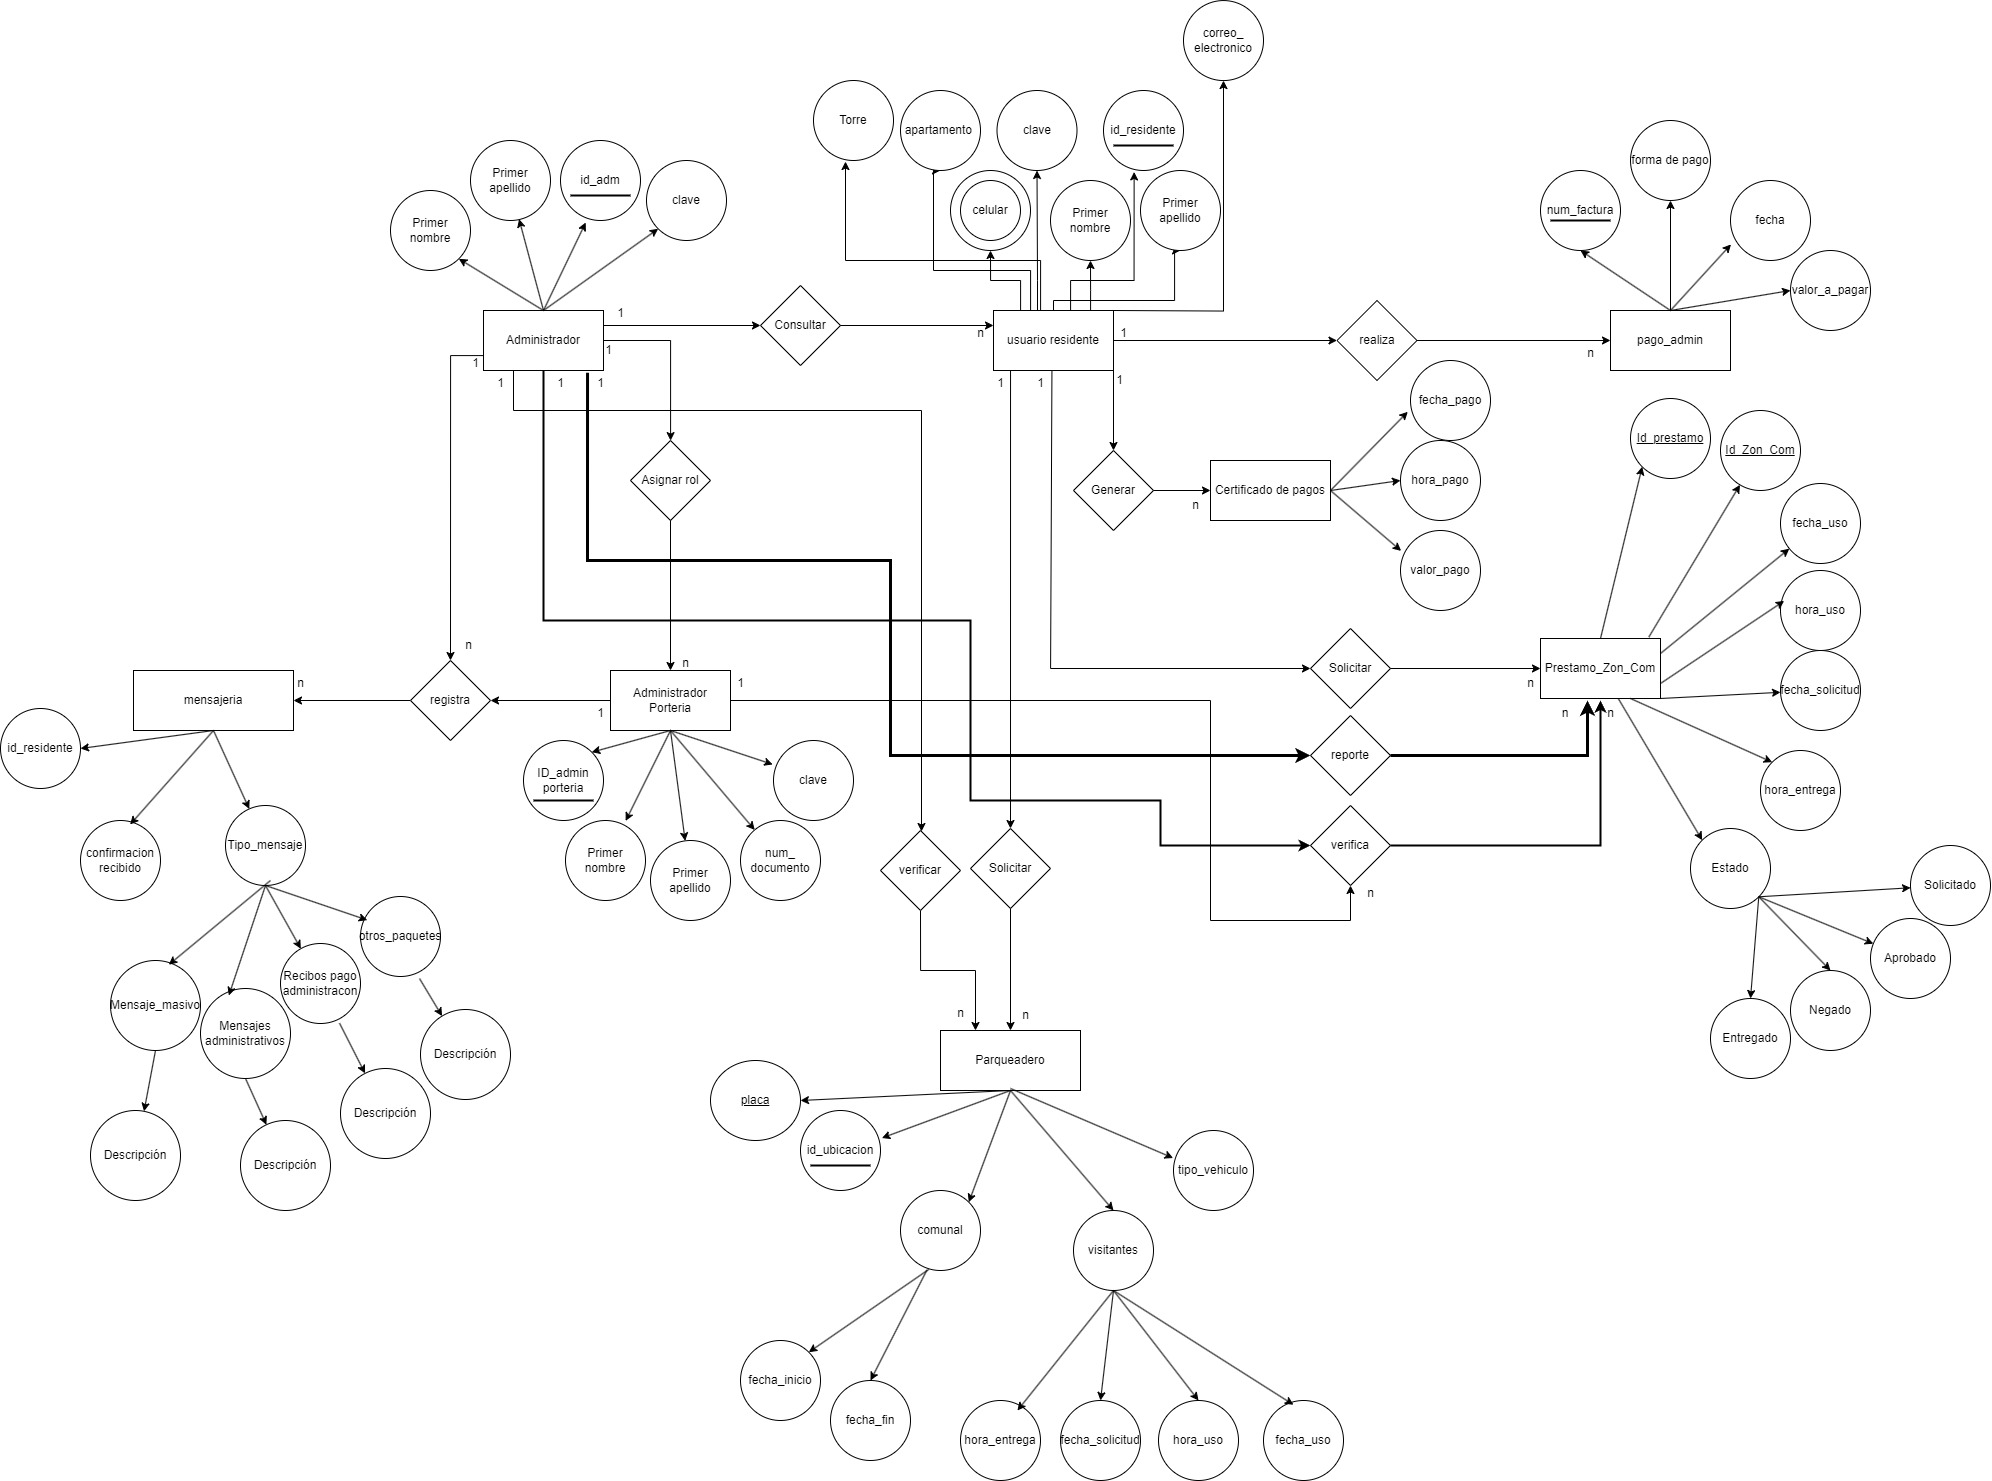 correo_
electronico
Torre
apartamento
clave
id_residente
Primer
apellido
id_adm
clave
Primer
nombre
celular
Primer
nombre
Primer
apellido
forma de pago
num_factura
fecha
valor_a_pagar
Administrador
1
Consultar
n
usuario residente
1
realiza
n
pago_admin
1
1
1
1
1
1
1
1
fecha_pago
Asignar rol
Generar
n
Certificado de pagos
hora_pago
valor_pago
Id_prestamo
Id_Zon_Com
fecha_uso
hora_uso
fecha_solicitud
hora_entrega
n
n
mensajeria
n
registra
1
Administrador
Porteria
1
Solicitar
n
Prestamo_Zon_Com
n
n
reporte
verifica
n
id_residente
confirmacion
recibido
Tipo_mensaje
ID_admin
porteria
Primer
nombre
Primer
apellido
num_
documento
clave
verificar
Solicitar
Estado
Solicitado
Aprobado
Negado
Entregado
otros_paquetes
Recibos pago
administracon
Mensaje_masivo
Mensajes
administrativos
Descripción
Descripción
Descripción
Descripción
n
n
Parqueadero
placa
id_ubicacion
tipo_vehiculo
comunal
visitantes
fecha_inicio
fecha_fin
hora_entrega
fecha_solicitud
hora_uso
fecha_uso